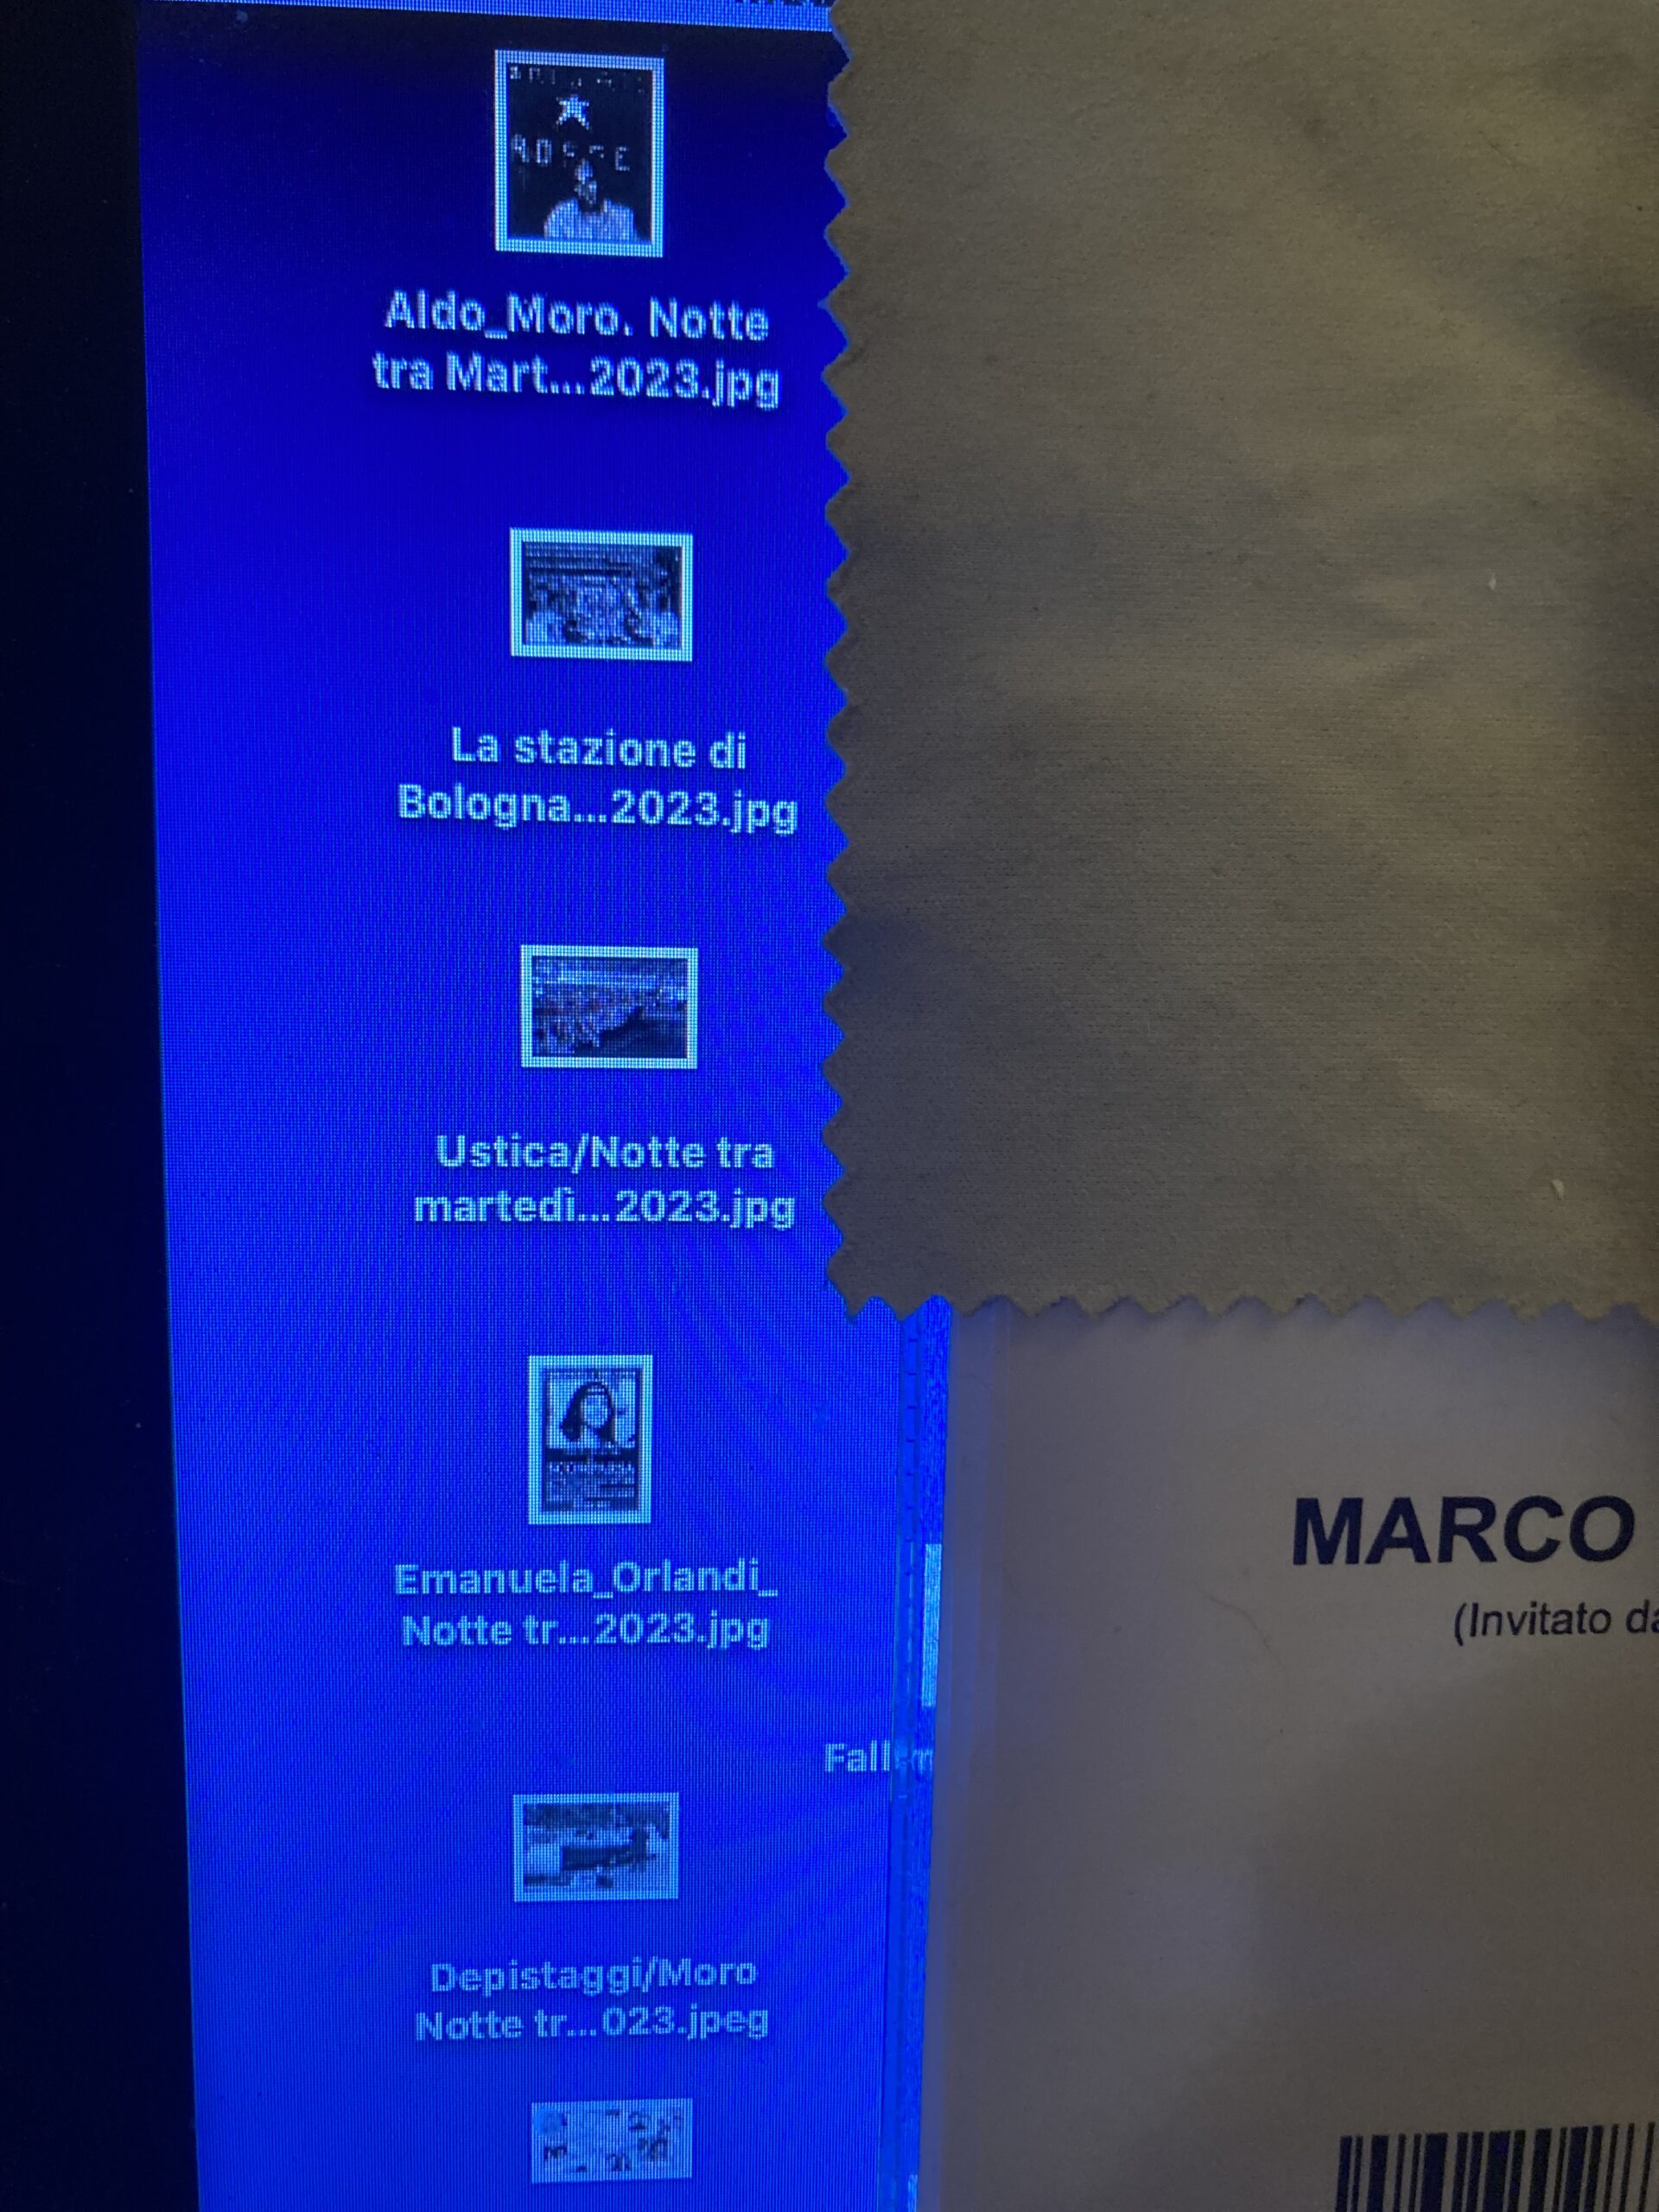 Aldo_Moro. Notte
tra Mart...2023.jpg
La stazione di
Bologna...2023.jpg
Ustica/Notte tra
martedì...2023.jpg
Emanuela_Orlandi_
Notte tr...2023.jpg
Depistaggi/Moro
Notte tr...023.jpeg
MARCO
(Invitato da